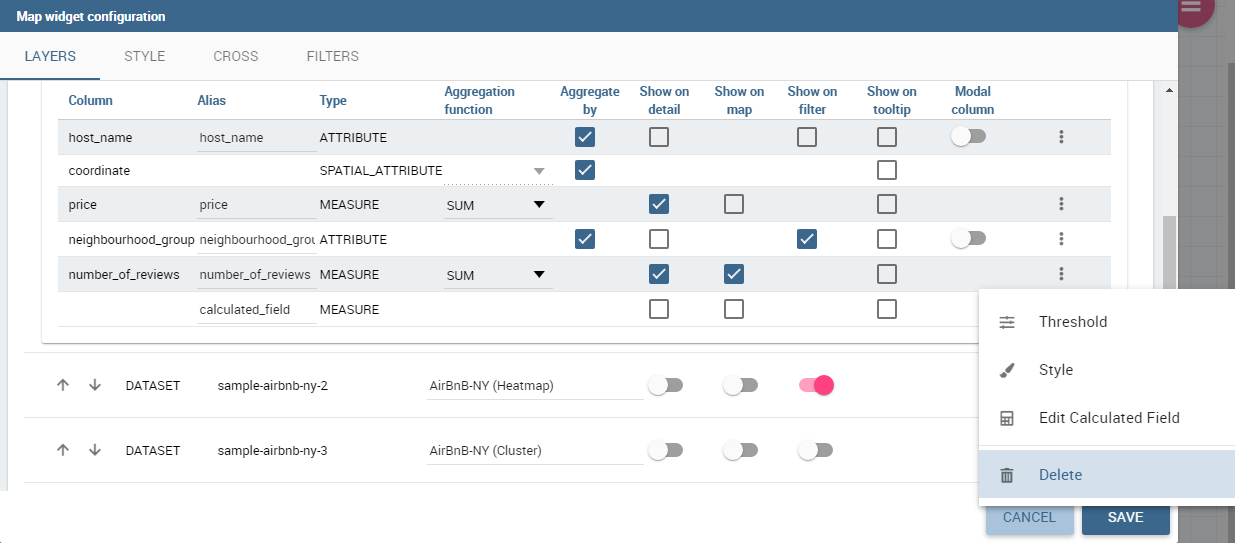 Map widget configuration
LAYERS STYLE CROSS FILTERS
Column Alias Type Aggregation function Aggregate by Show on detail Show on map Show on filter Show on tooltip Modal column
host_name host_name ATTRIBUTE
coordinate SPATIAL_ATTRIBUTE
price price MEASURE SUM
neighbourhood_group neighbourhood_grou ATTRIBUTE
number_of_reviews number_of_reviews MEASURE SUM
calculated_field MEASURE
Threshold
Style
Edit Calculated Field
Delete
DATASET sample-airbnb-ny-2 AirBnB-NY (Heatmap)
DATASET sample-airbnb-ny-3 AirBnB-NY (Cluster)
CANCEL SAVE